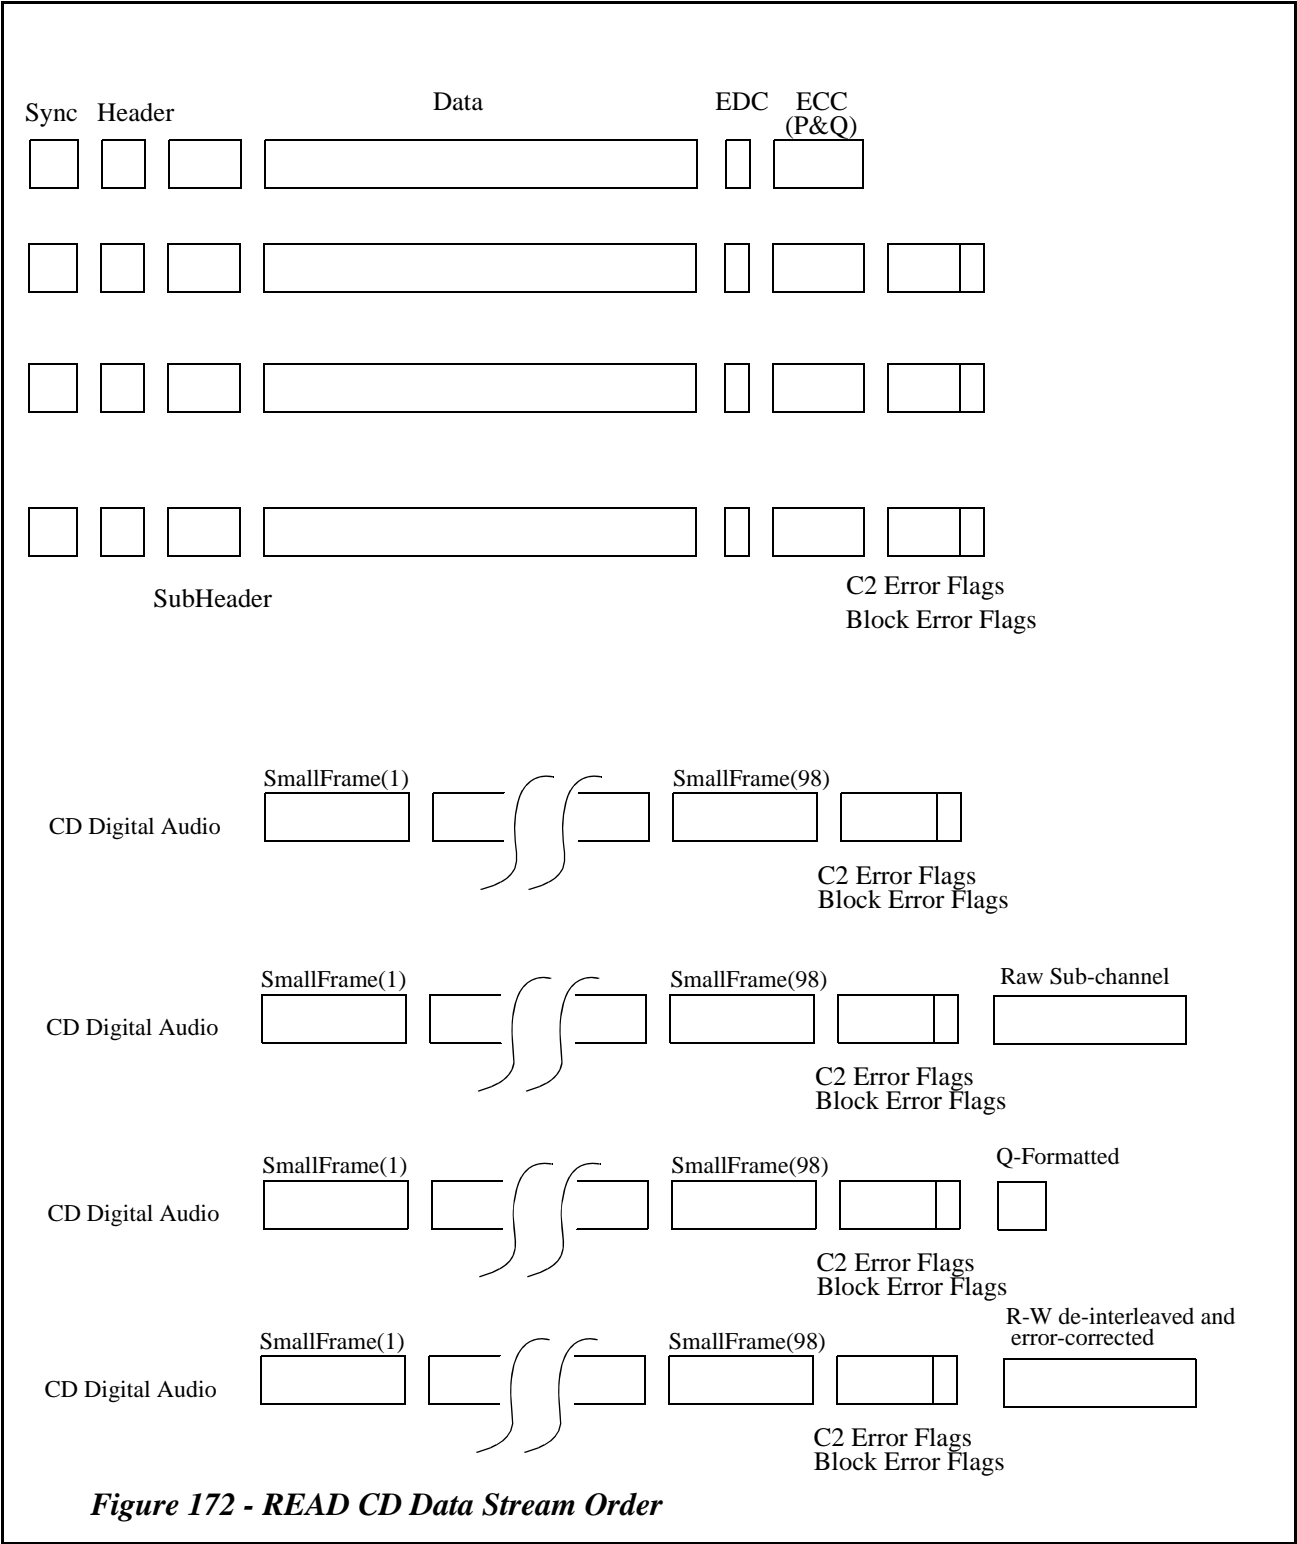 Sync Header Data EDC ECC
(P&Q)
SubHeader
C2 Error Flags
Block Error Flags
SmallFrame(1) SmallFrame(98)
CD Digital Audio
C2 Error Flags
Block Error Flags
SmallFrame(1) SmallFrame(98) Raw Sub-channel
CD Digital Audio
C2 Error Flags
Block Error Flags
SmallFrame(1) SmallFrame(98) Q-Formatted
CD Digital Audio
C2 Error Flags
Block Error Flags
R-W de-interleaved and
error-corrected
SmallFrame(1) SmallFrame(98)
CD Digital Audio
C2 Error Flags
Block Error Flags
Figure 172 - READ CD Data Stream Order